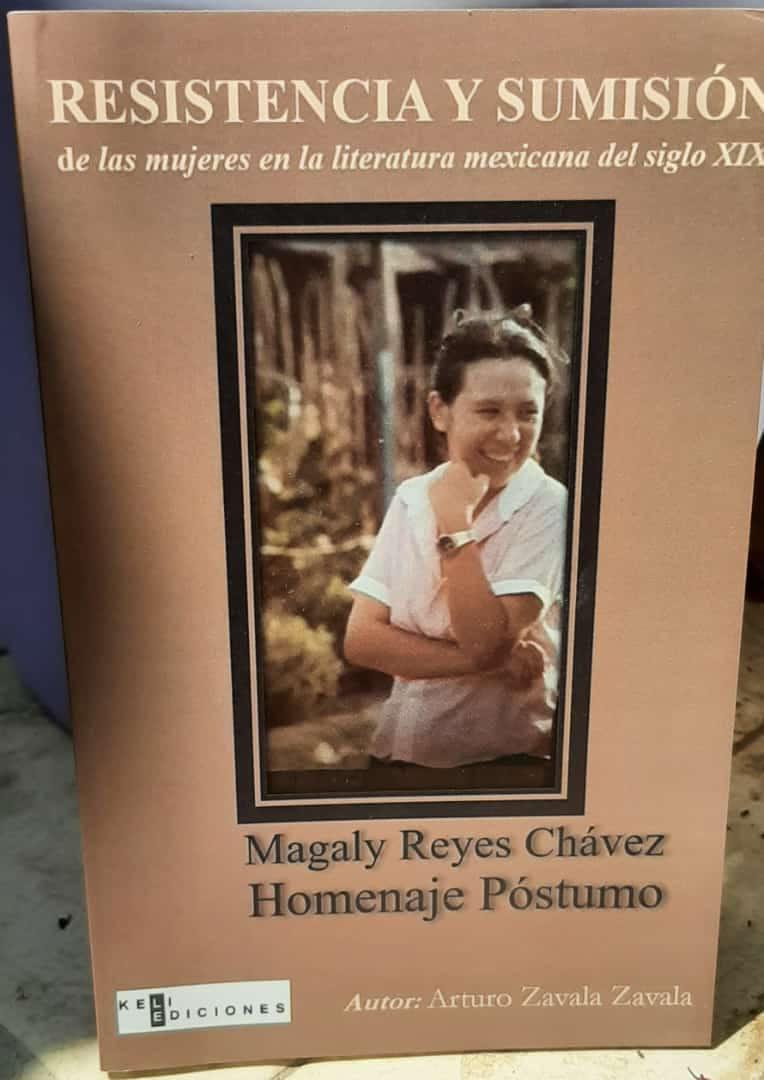 RESISTENCIA Y SUMISIÓN
de las mujeres en la literatura mexicana del siglo XIX
Magaly Reyes Chávez
Homenaje Póstumo
KELI
EDICIONES
Autor: Arturo Zavala Zavala